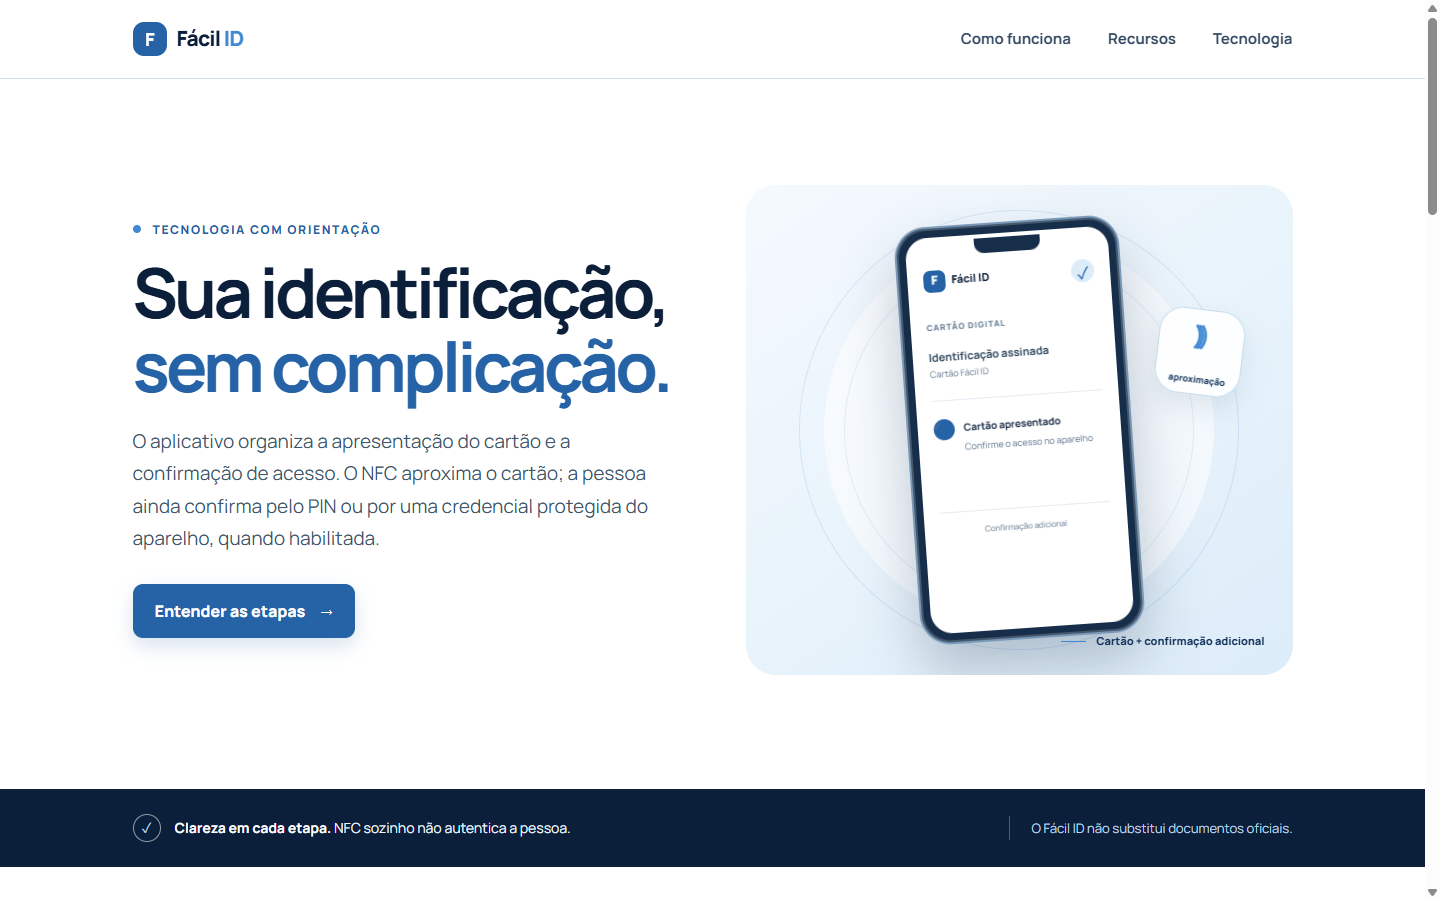 F Fácil ID
Como funciona Recursos Tecnologia
TECNOLOGIA COM ORIENTAÇÃO
Sua identificação,
sem complicação.
O aplicativo organiza a apresentação do cartão e a
confirmação de acesso. O NFC aproxima o cartão; a pessoa
ainda confirma pelo PIN ou por uma credencial protegida do
aparelho, quando habilitada.
Entender as etapas →
F Fácil ID
CARTÃO DIGITAL
Identificação assinada
Cartão Fácil ID
Cartão apresentado
Confirme o acesso no aparelho
Confirmação adicional
aproximação
Cartão + confirmação adicional
Clareza em cada etapa. NFC sozinho não autentica a pessoa.
O Fácil ID não substitui documentos oficiais.